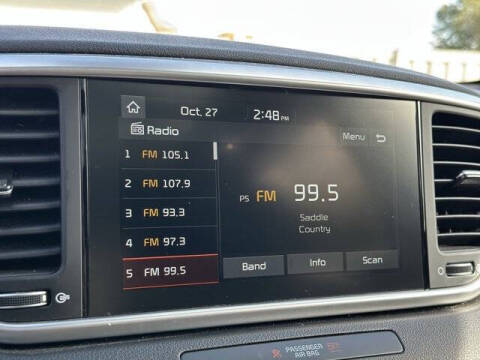 Oct. 27 2:48 PM
Radio
Menu
1 FM 105.1
2 FM 107.9
3 FM 93.3
4 FM 97.3
5 FM 99.5
PS FM 99.5
Saddle
Country
Band Info Scan
PASSENGER
AIR BAG